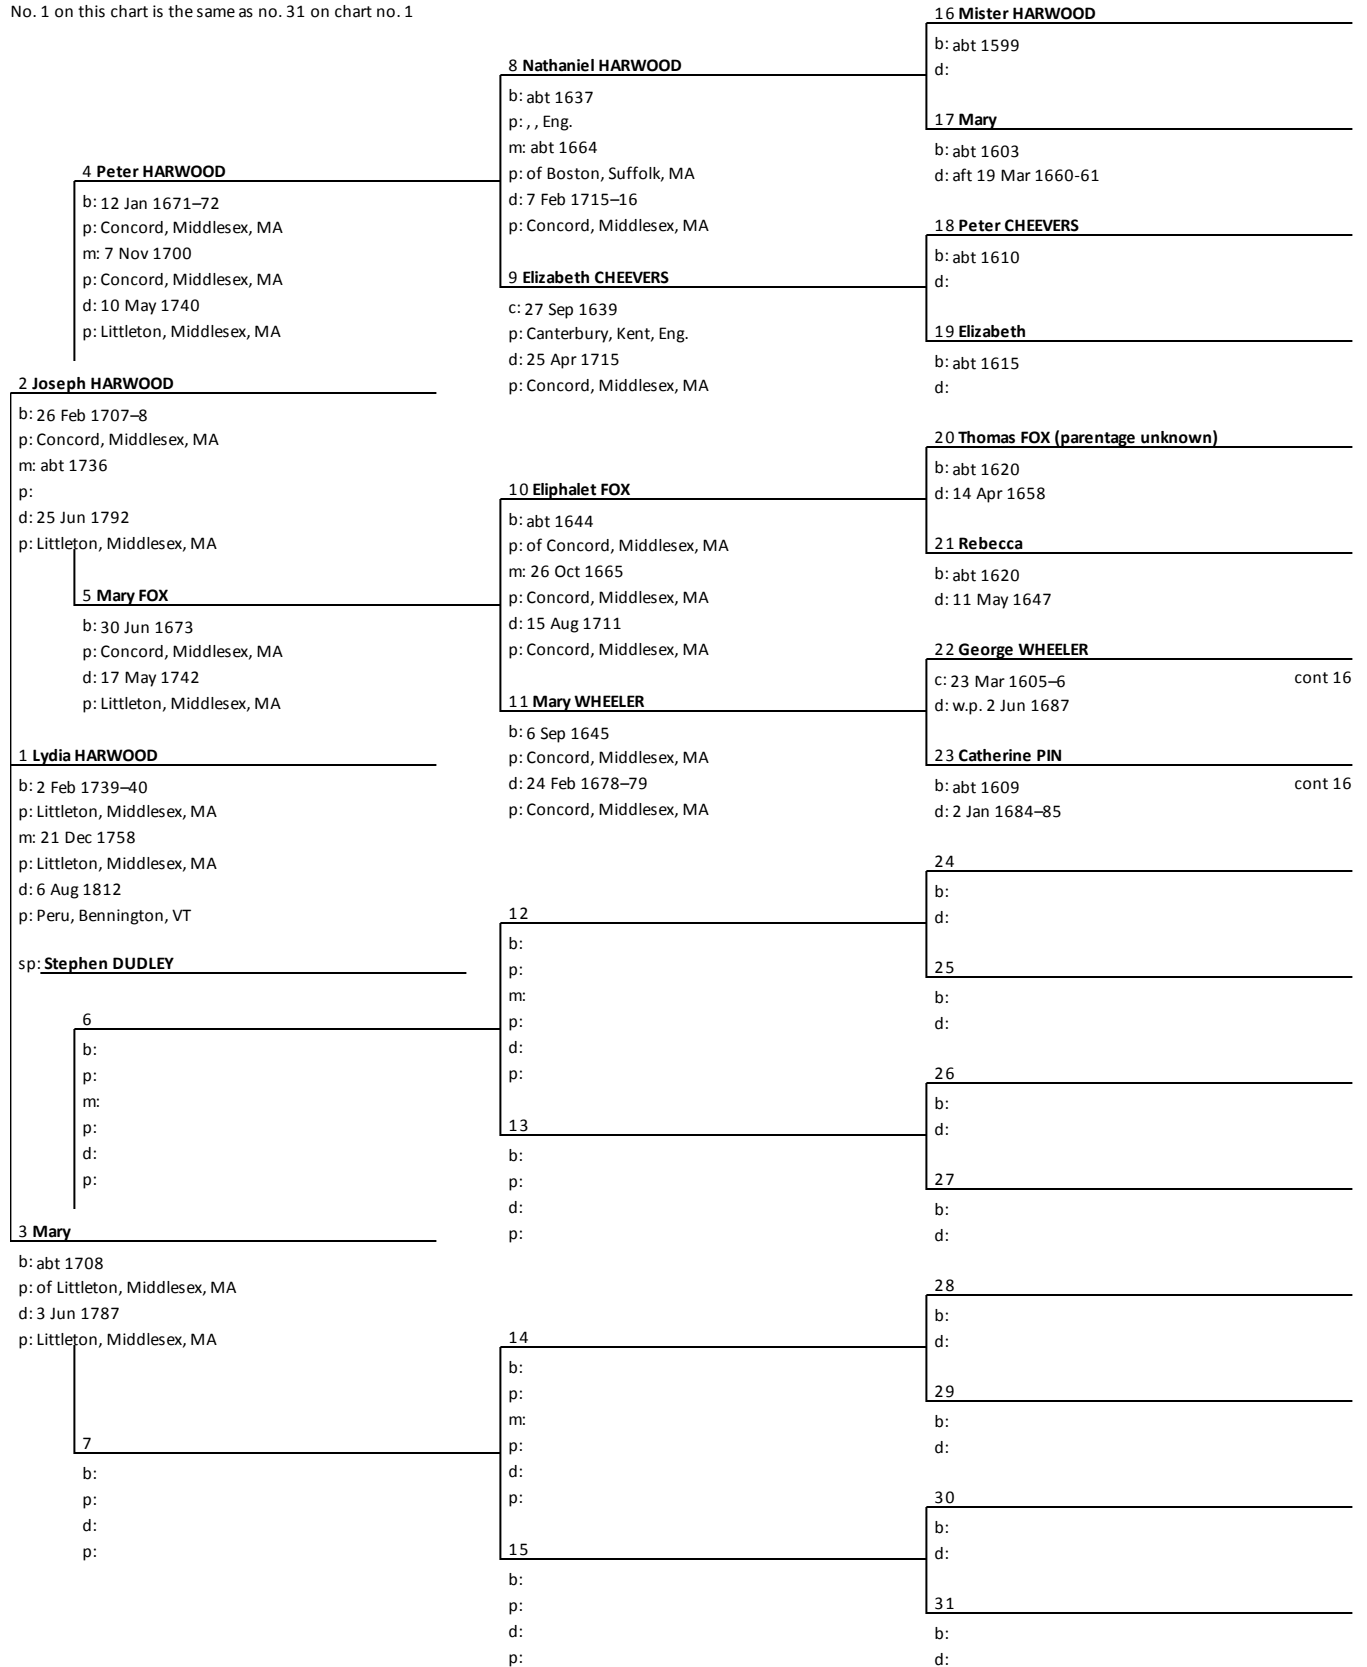 No. 1 on this chart is the same as no. 31 on chart no. 1
16 Mister HARWOOD
b: abt 1599
d:
8 Nathaniel HARWOOD
b: abt 1637
p: , , Eng.
m: abt 1664
p: of Boston, Suffolk, MA
d: 7 Feb 1715–16
p: Concord, Middlesex, MA
17 Mary
b: abt 1603
d: aft 19 Mar 1660-61
4 Peter HARWOOD
b: 12 Jan 1671–72
p: Concord, Middlesex, MA
m: 7 Nov 1700
p: Concord, Middlesex, MA
d: 10 May 1740
p: Littleton, Middlesex, MA
18 Peter CHEEVERS
b: abt 1610
d:
9 Elizabeth CHEEVERS
c: 27 Sep 1639
p: Canterbury, Kent, Eng.
d: 25 Apr 1715
p: Concord, Middlesex, MA
19 Elizabeth
b: abt 1615
d:
2 Joseph HARWOOD
b: 26 Feb 1707–8
p: Concord, Middlesex, MA
m: abt 1736
p:
d: 25 Jun 1792
p: Littleton, Middlesex, MA
20 Thomas FOX (parentage unknown)
b: abt 1620
d: 14 Apr 1658
10 Eliphalet FOX
b: abt 1644
p: of Concord, Middlesex, MA
m: 26 Oct 1665
p: Concord, Middlesex, MA
d: 15 Aug 1711
p: Concord, Middlesex, MA
21 Rebecca
b: abt 1620
d: 11 May 1647
5 Mary FOX
b: 30 Jun 1673
p: Concord, Middlesex, MA
d: 17 May 1742
p: Littleton, Middlesex, MA
22 George WHEELER
c: 23 Mar 1605–6 cont 16
d: w.p. 2 Jun 1687
11 Mary WHEELER
b: 6 Sep 1645
p: Concord, Middlesex, MA
d: 24 Feb 1678–79
p: Concord, Middlesex, MA
23 Catherine PIN
b: abt 1609 cont 16
d: 2 Jan 1684–85
1 Lydia HARWOOD
b: 2 Feb 1739–40
p: Littleton, Middlesex, MA
m: 21 Dec 1758
p: Littleton, Middlesex, MA
d: 6 Aug 1812
p: Peru, Bennington, VT
sp: Stephen DUDLEY
24
b:
d:
12
b:
p:
m:
p:
d:
p:
25
b:
d:
6
b:
p:
m:
p:
d:
p:
26
b:
d:
13
b:
p:
d:
p:
27
b:
d:
3 Mary
b: abt 1708
p: of Littleton, Middlesex, MA
d: 3 Jun 1787
p: Littleton, Middlesex, MA
28
b:
d:
14
b:
p:
m:
p:
d:
p:
29
b:
d:
7
b:
p:
d:
p:
30
b:
d:
15
b:
p:
d:
p:
31
b:
d: